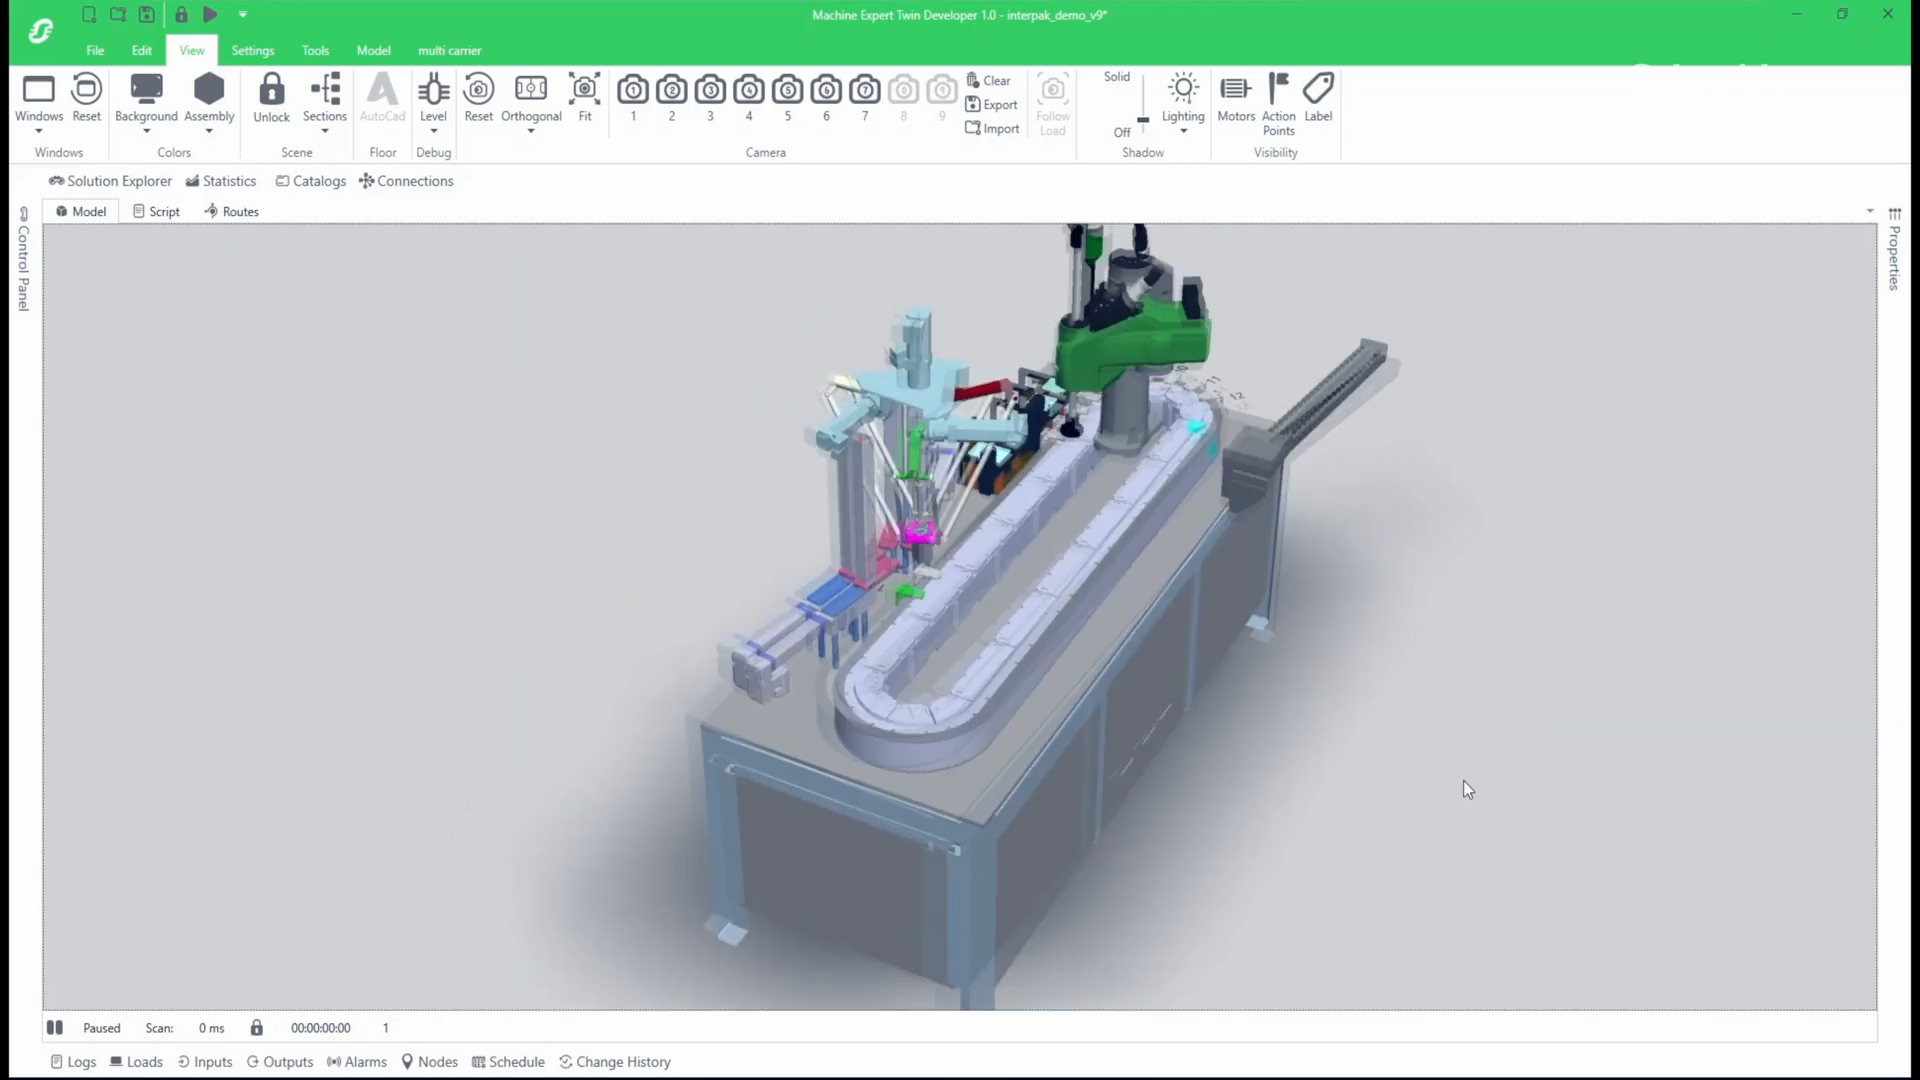 Machine Expert Twin Developer 1.0 - interpak_demo_v9*
File Edit View Settings Tools Model multi carrier
Windows Reset Background Assembly Unlock Sections AutoCad Level Reset Orthogonal Fit 1 2 3 4 5 6 7 8 9 Clear Export Import Follow Load Solid Off Lighting Motors Action Points Label
Windows Colors Scene Floor Debug Camera Shadow Visibility
Solution Explorer Statistics Catalogs Connections
Model Script Routes
Control Panel
Properties
11
12
Paused Scan: 0 ms 00:00:00:00 1
Logs Loads Inputs Outputs Alarms Nodes Schedule Change History